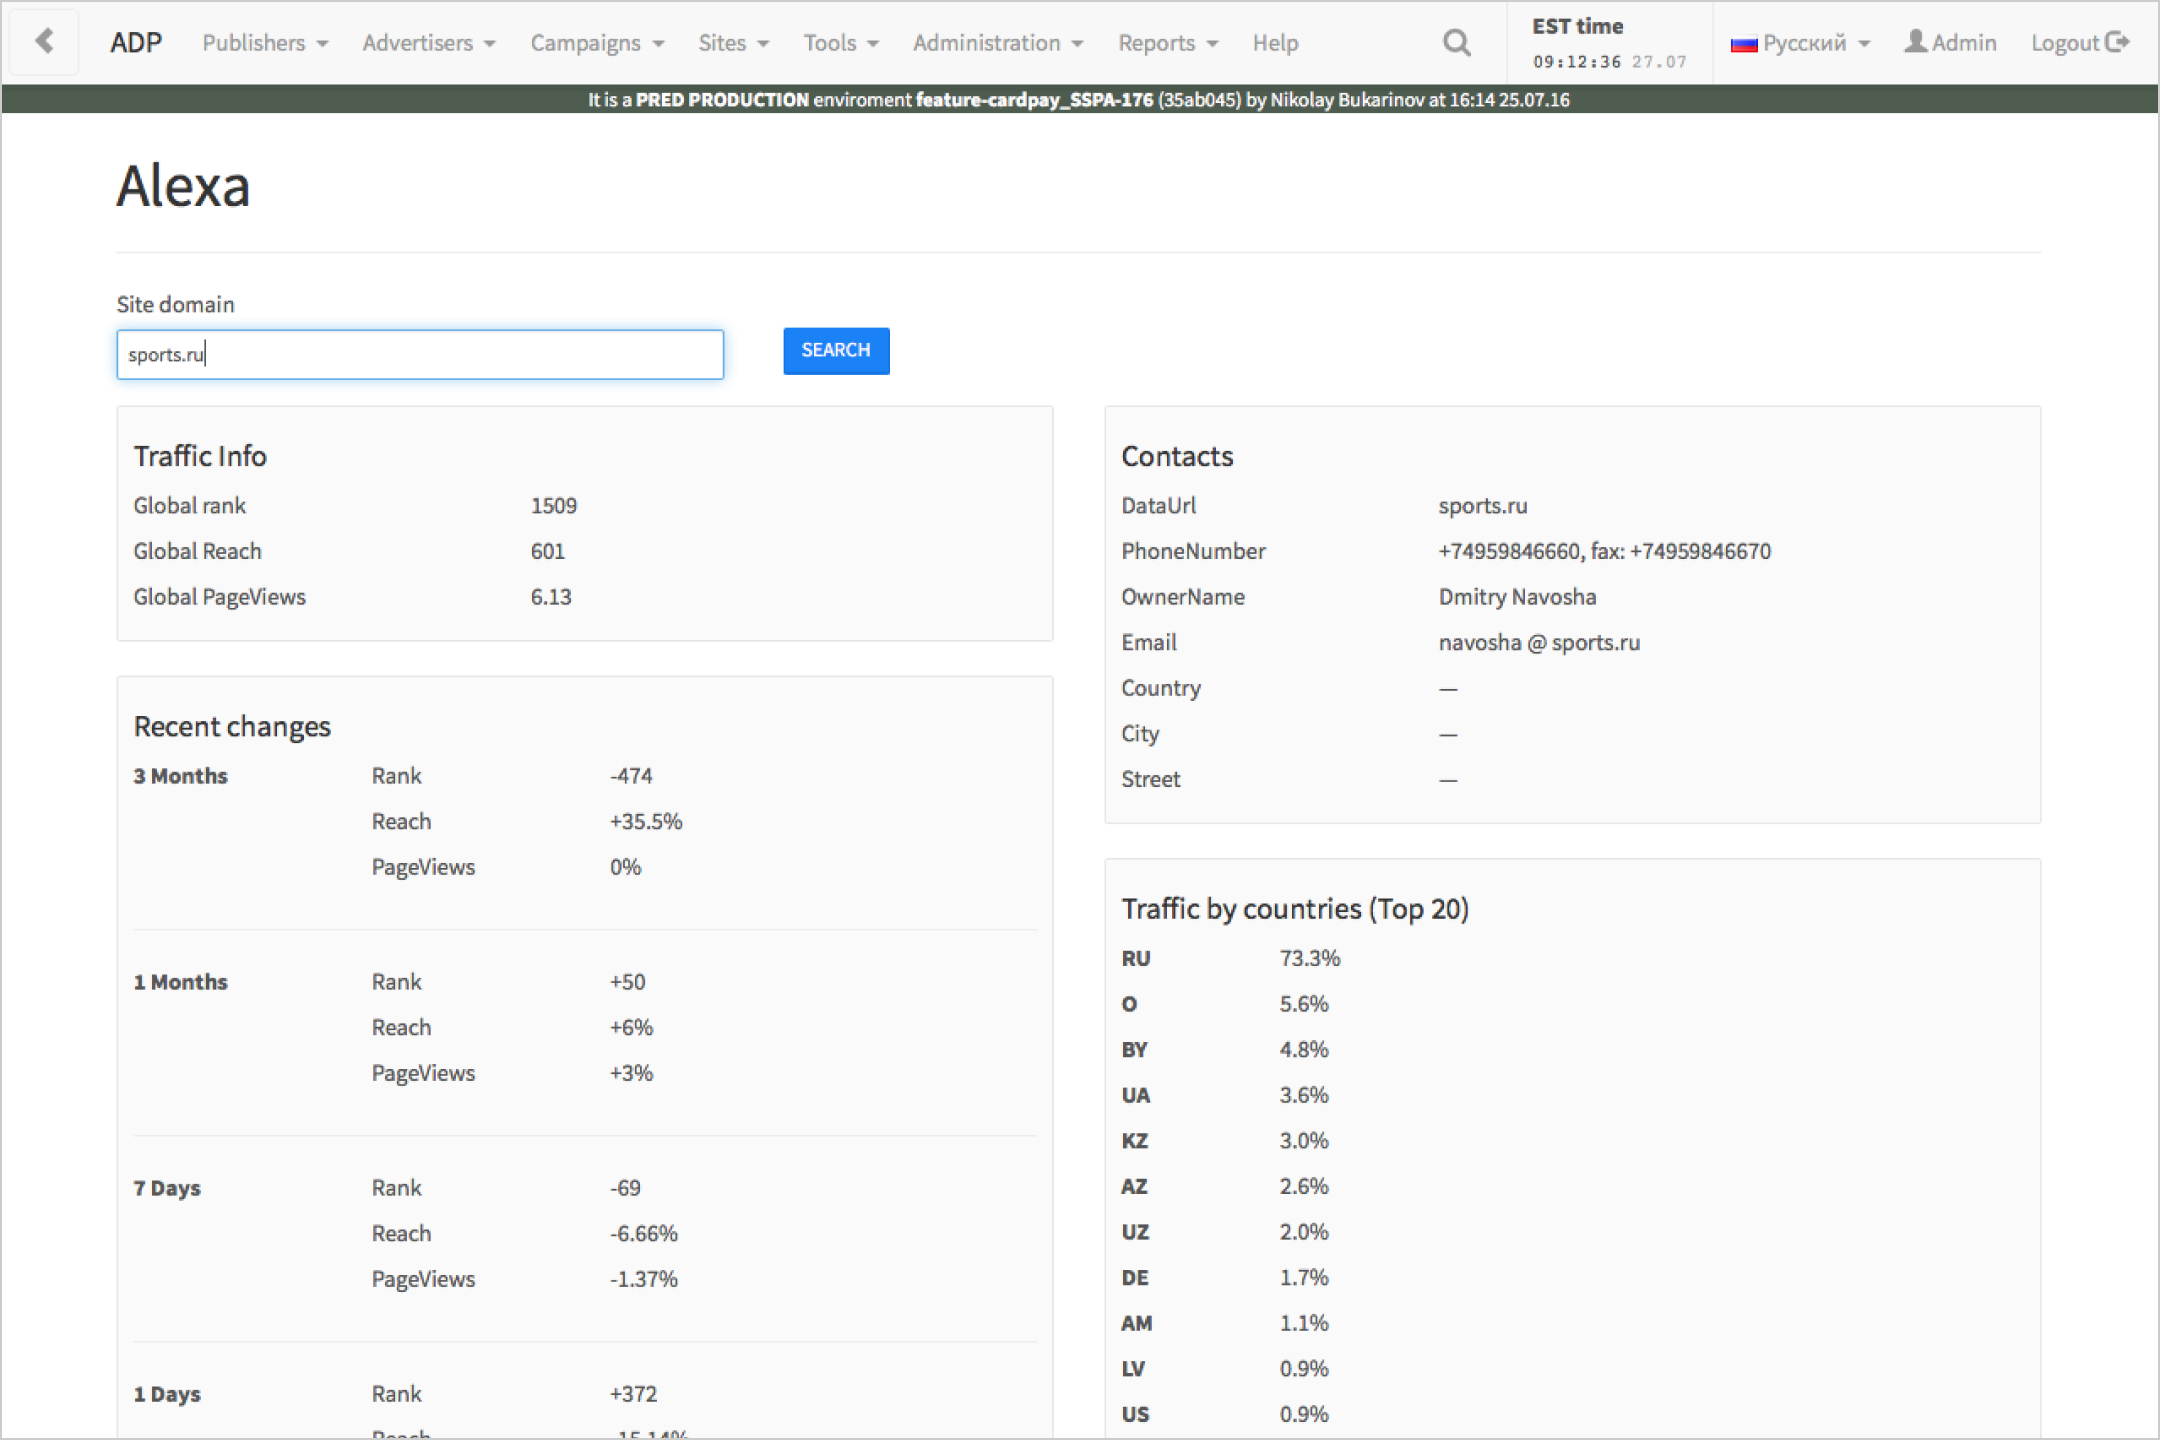 ADP Publishers Advertisers Campaigns Sites Tools Administration Reports Help EST time Русский Admin Logout
09:12:36 27.07
It is a PRED PRODUCTION enviroment feature-cardpay_SSPA-176 (35ab045) by Nikolay Bukarinov at 16:14 25.07.16
Alexa
Site domain
sports.ru
SEARCH
Traffic Info
Global rank 1509
Global Reach 601
Global PageViews 6.13
Recent changes
3 Months Rank -474
Reach +35.5%
PageViews 0%
1 Months Rank +50
Reach +6%
PageViews +3%
7 Days Rank -69
Reach -6.66%
PageViews -1.37%
1 Days Rank +372
Reach
Contacts
DataUrl sports.ru
PhoneNumber +74959846660, fax: +74959846670
OwnerName Dmitry Navosha
Email navosha @ sports.ru
Country —
City —
Street —
Traffic by countries (Top 20)
RU 73.3%
O 5.6%
BY 4.8%
UA 3.6%
KZ 3.0%
AZ 2.6%
UZ 2.0%
DE 1.7%
AM 1.1%
LV 0.9%
US 0.9%